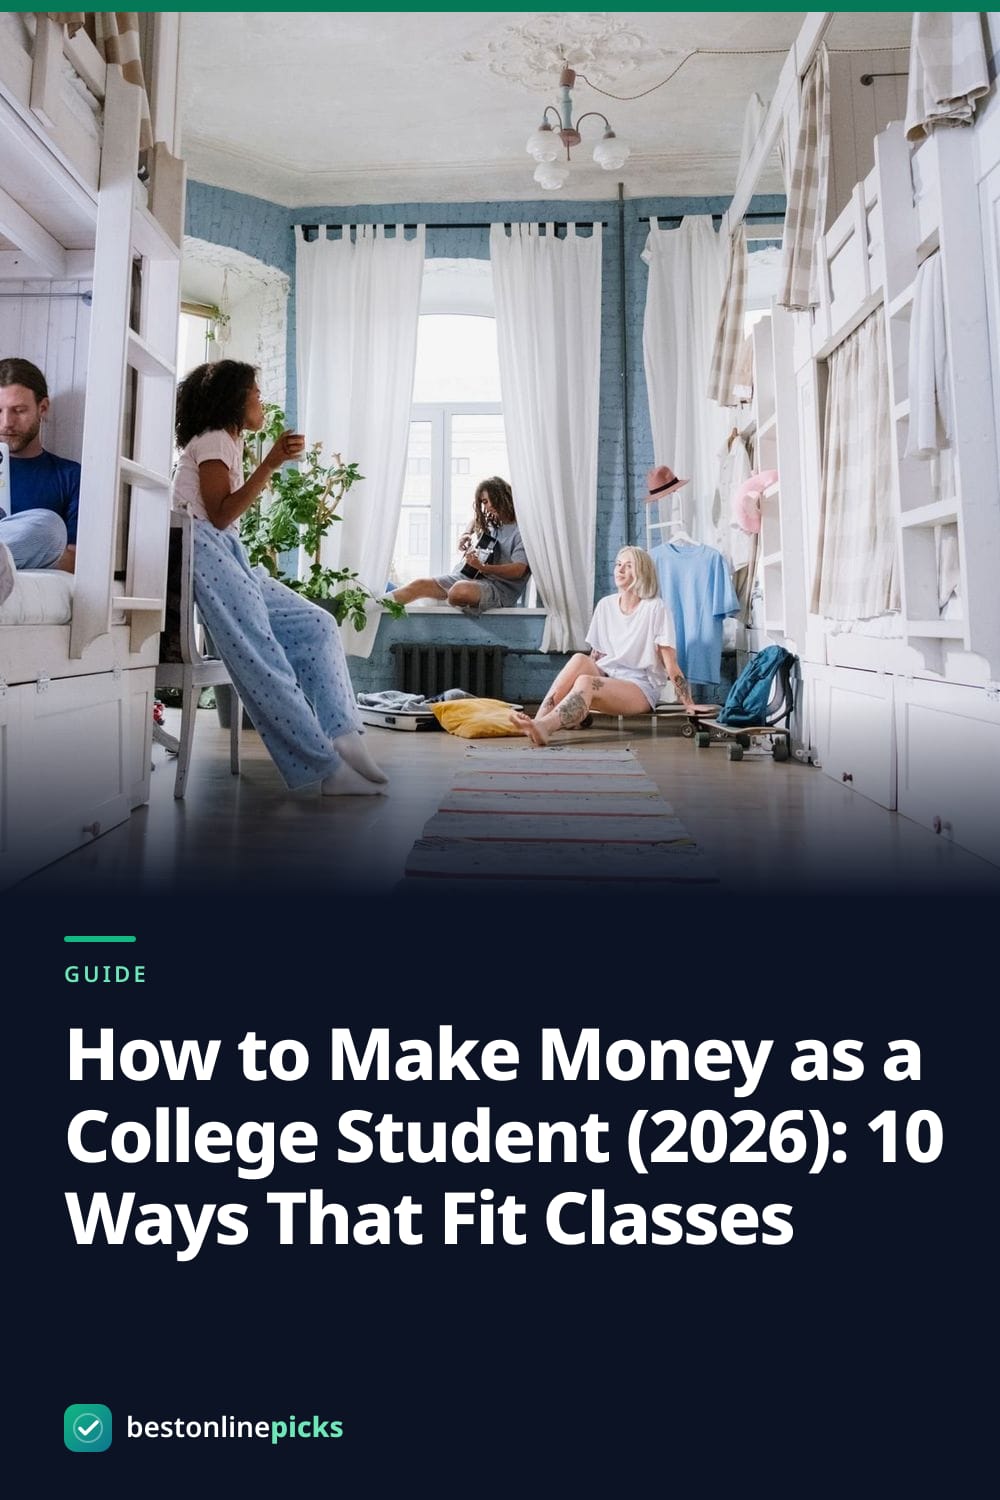 GUIDE
How to Make Money as a
College Student (2026): 10
Ways That Fit Classes
bestonlinepicks